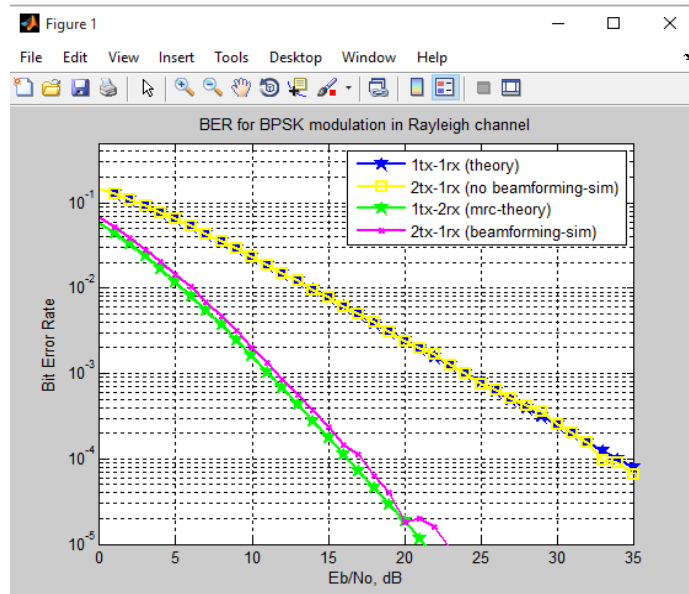 Figure 1
File Edit View Insert Tools Desktop Window Help
BER for BPSK modulation in Rayleigh channel
1tx-1rx (theory)
2tx-1rx (no beamforming-sim)
1tx-2rx (mrc-theory)
2tx-1rx (beamforming-sim)
10^-1
10^-2
10^-3
10^-4
10^-5
Bit Error Rate
0 5 10 15 20 25 30 35
Eb/No, dB